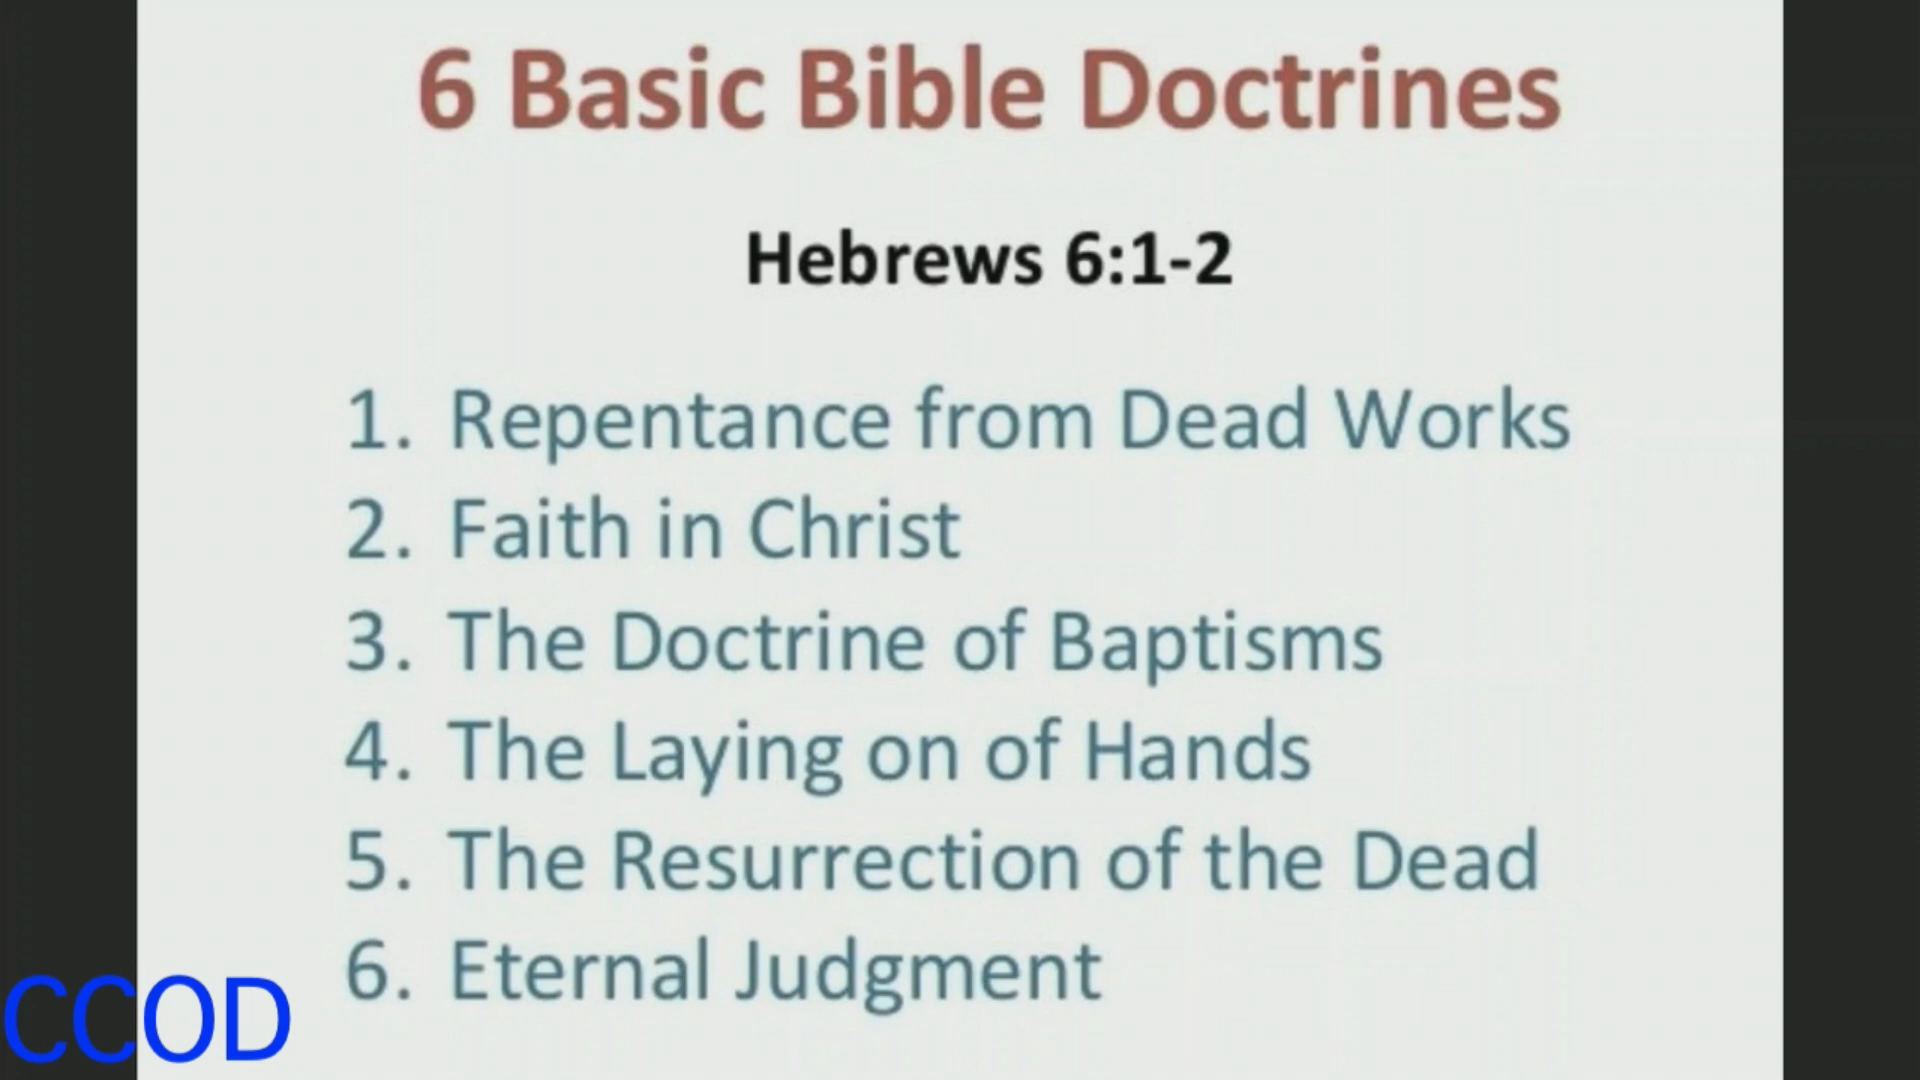 6 Basic Bible Doctrines
Hebrews 6:1-2
1. Repentance from Dead Works
2. Faith in Christ
3. The Doctrine of Baptisms
4. The Laying on of Hands
5. The Resurrection of the Dead
6. Eternal Judgment
CCOD